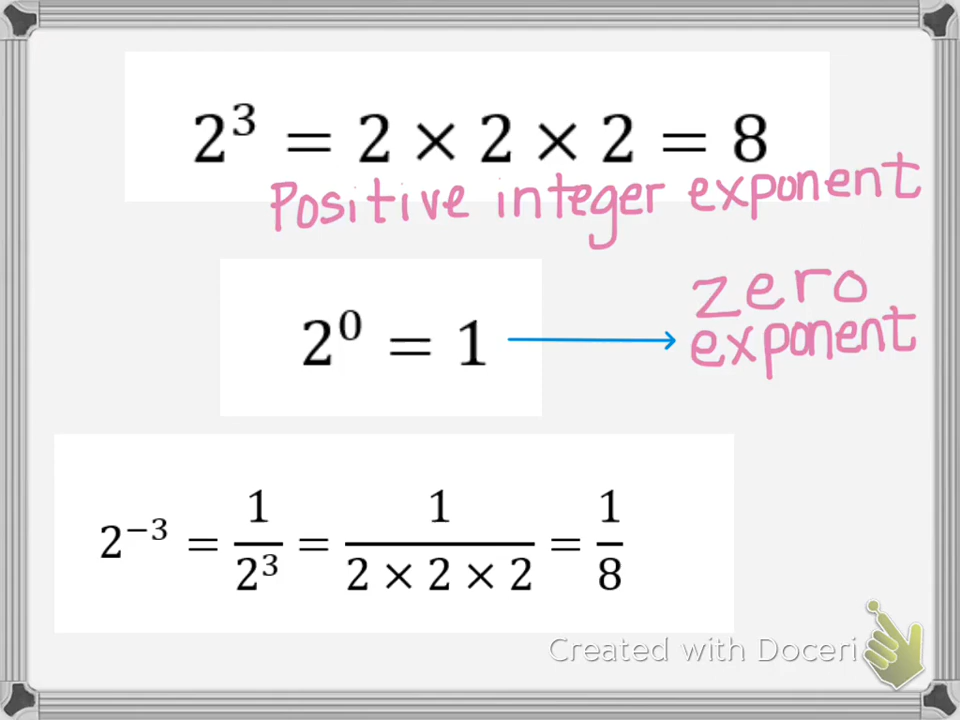 2³ = 2 × 2 × 2 = 8
Positive integer exponent
2⁰ = 1
zero
exponent
2⁻³ = 1/2³ = 1/(2 × 2 × 2) = 1/8
Created with Doceri